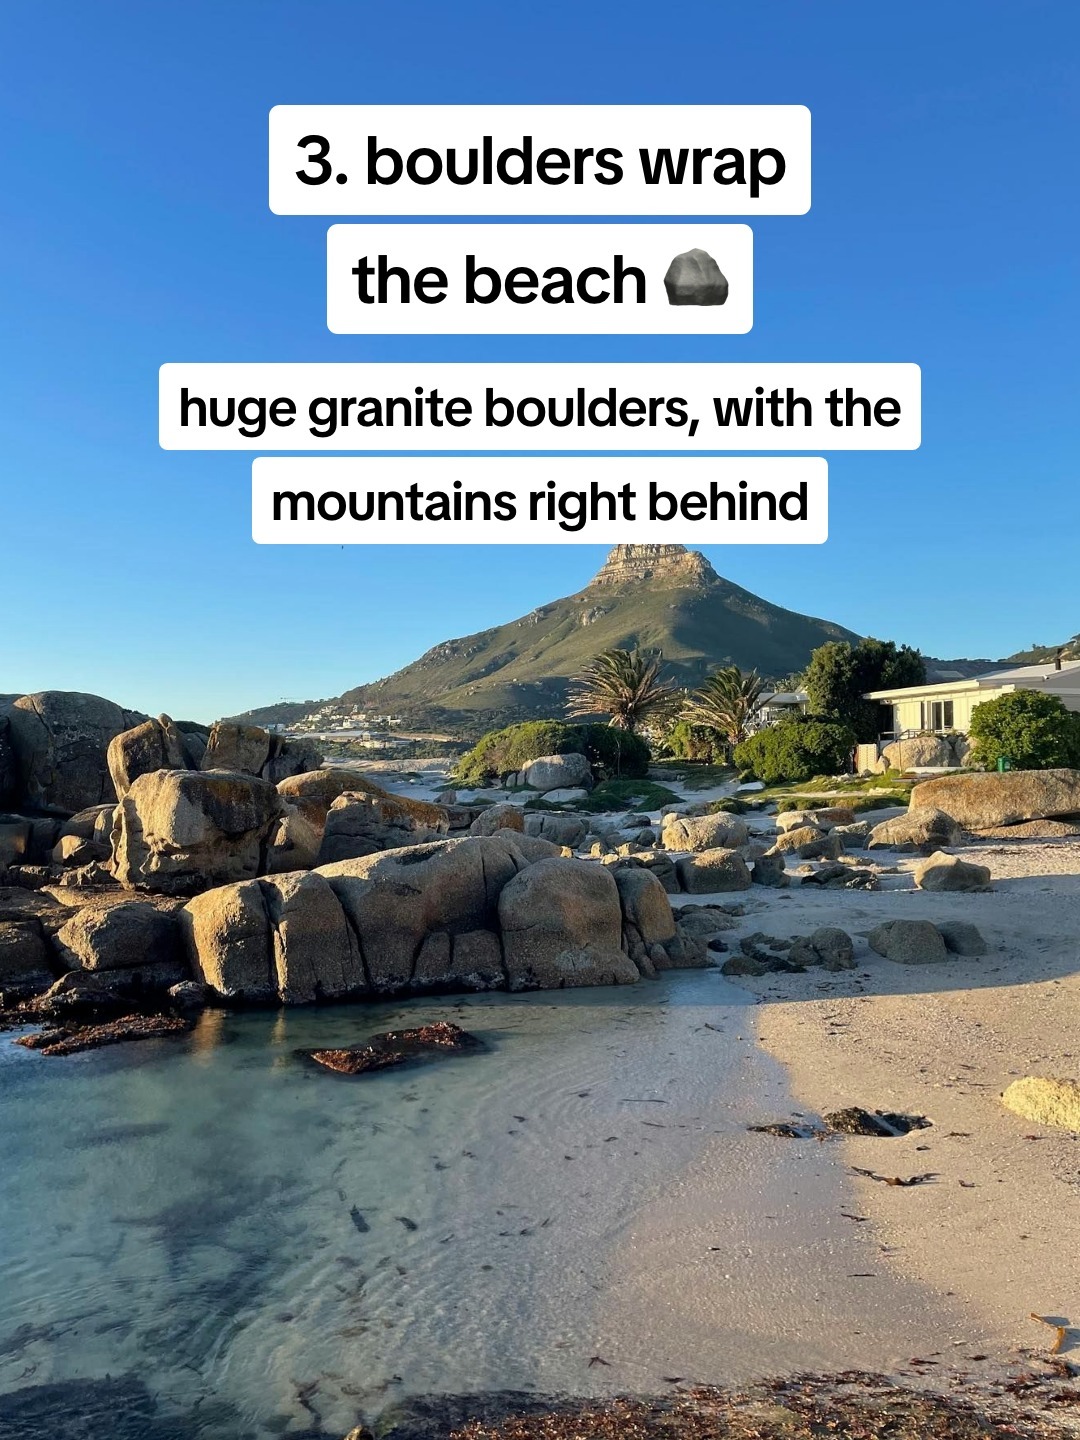 3. boulders wrap
the beach 🪨
huge granite boulders, with the
mountains right behind